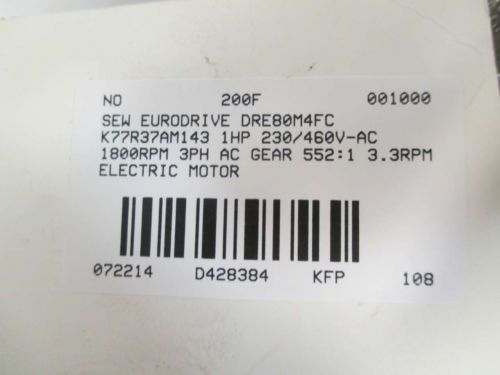 NO 200F 001000
SEW EURODRIVE DRE80M4FC
K77R37AM143 1HP 230/460V-AC
1800RPM 3PH AC GEAR 552:1 3.3RPM
ELECTRIC MOTOR
072214 D428384 KFP 108